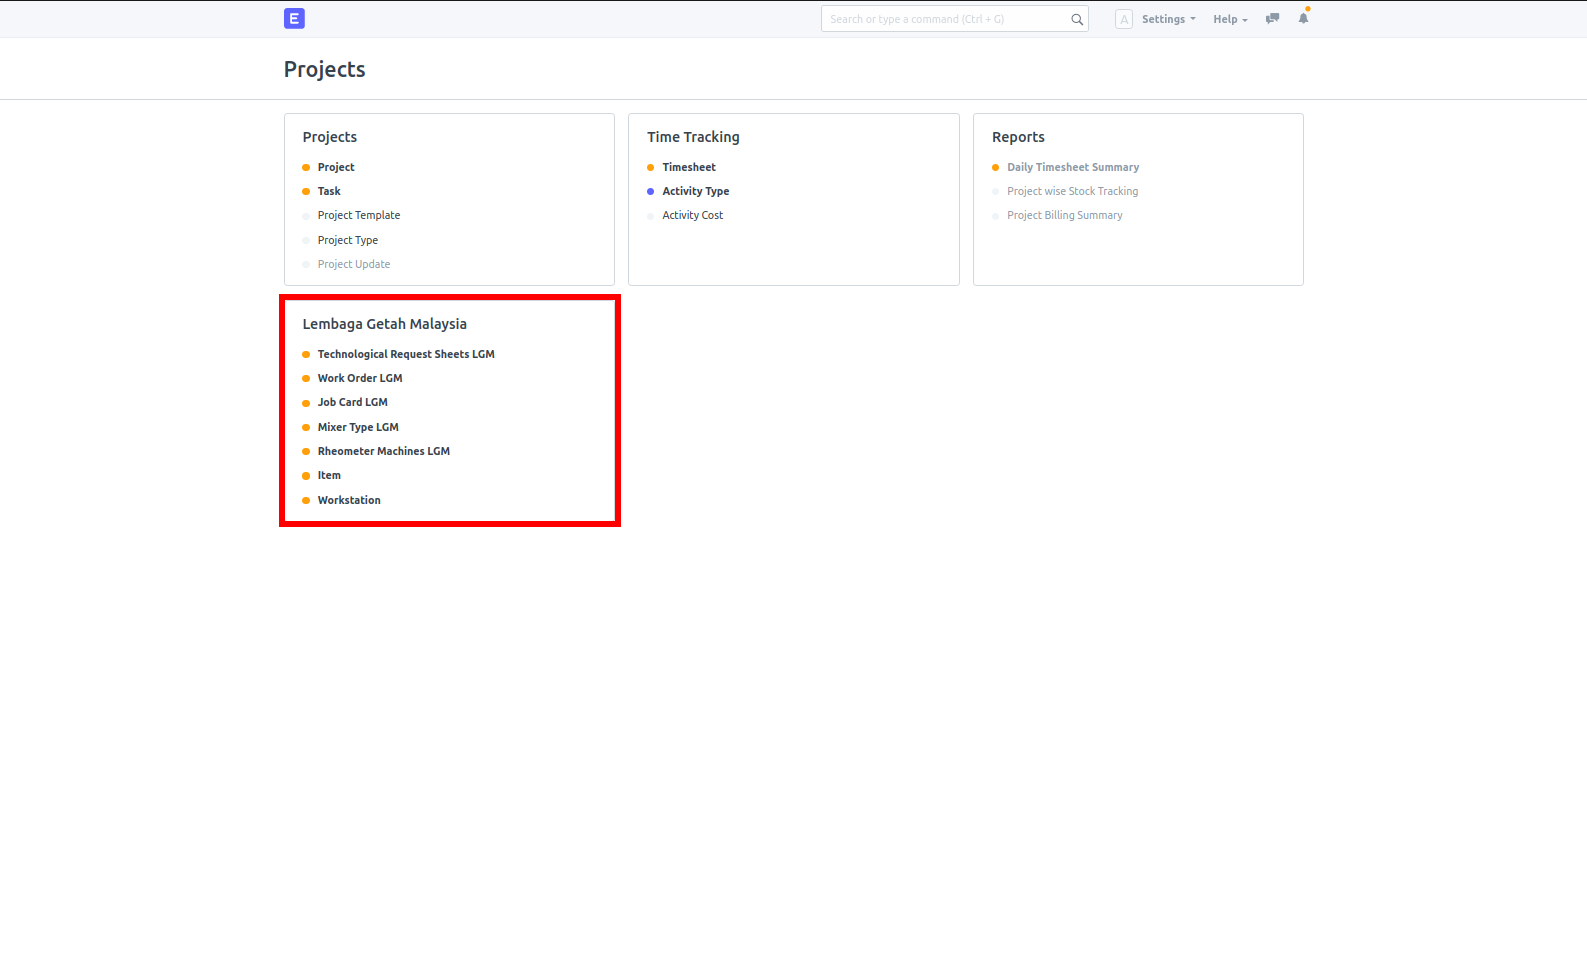 E
Search or type a command (Ctrl + G)
A
Settings
Help
Projects
Projects
Project
Task
Project Template
Project Type
Project Update
Time Tracking
Timesheet
Activity Type
Activity Cost
Reports
Daily Timesheet Summary
Project wise Stock Tracking
Project Billing Summary
Lembaga Getah Malaysia
Technological Request Sheets LGM
Work Order LGM
Job Card LGM
Mixer Type LGM
Rheometer Machines LGM
Item
Workstation